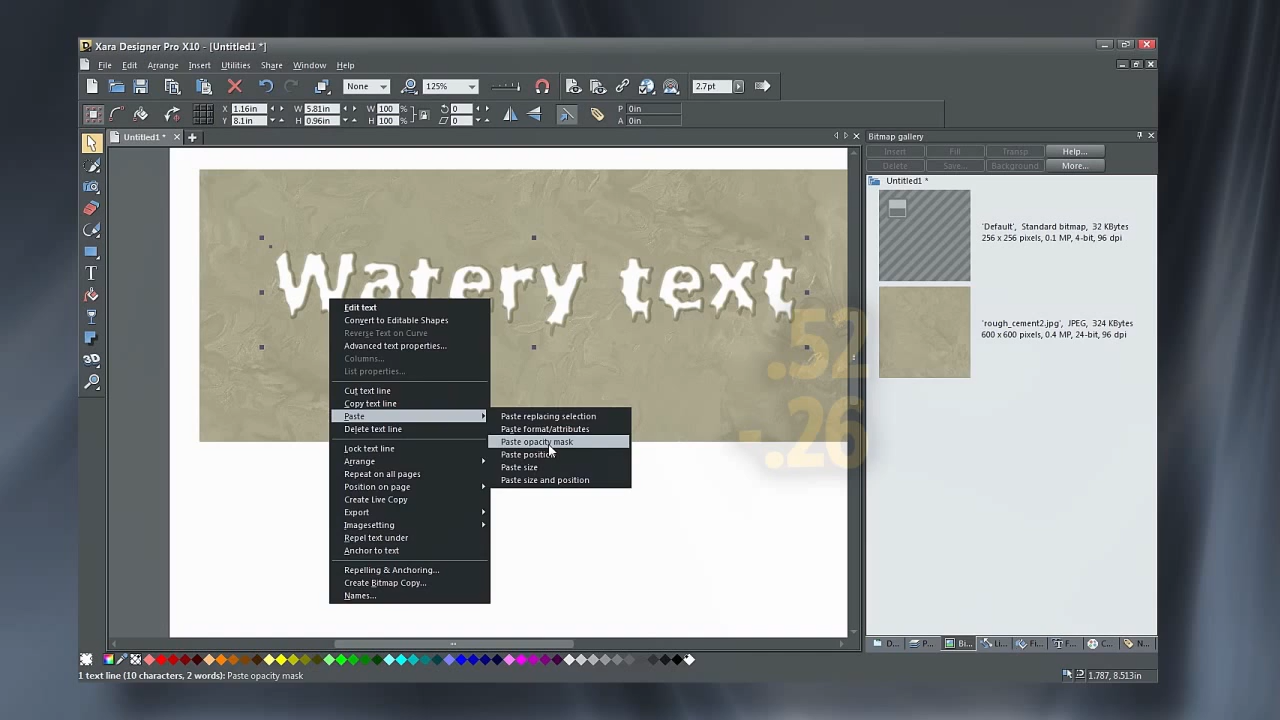 Xara Designer Pro X10 - [Untitled1 *]
File Edit Arrange Insert Utilities Share Window Help
None 125% 2.7pt
X 1.16in W 5.81in W 100 % 0 P 0in
Y 8.1in H 0.96in H 100 % 0 A 0in
Untitled1 *
Bitmap gallery
Insert Fill Transp Help...
Delete Save... Background More...
Untitled1 *
'Default', Standard bitmap, 32 KBytes
256 x 256 pixels, 0.1 MP, 4-bit, 96 dpi
'rough_cement2.jpg', JPEG, 324 KBytes
600 x 600 pixels, 0.4 MP, 24-bit, 96 dpi
Watery text
.52
- .26
Edit text
Convert to Editable Shapes
Reverse Text on Curve
Advanced text properties...
Columns...
List properties...
Cut text line
Copy text line
Paste
Delete text line
Lock text line
Arrange
Repeat on all pages
Position on page
Create Live Copy
Export
Imagesetting
Repel text under
Anchor to text
Repelling & Anchoring...
Create Bitmap Copy...
Names...
Paste replacing selection
Paste format/attributes
Paste opacity mask
Paste position
Paste size
Paste size and position
D... P... Bi... Li... Fi... F... C... N...
1 text line (10 characters, 2 words): Paste opacity mask
1.787, 8.513in